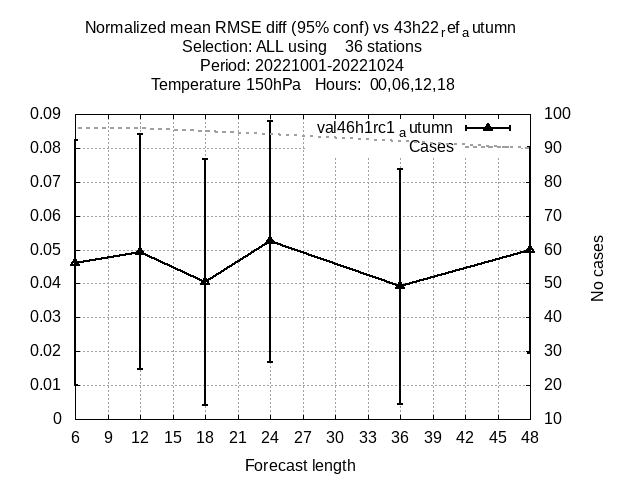 Normalized mean RMSE diff (95% conf) vs 43h22refautumn
Selection: ALL using 36 stations
Period: 20221001-20221024
Temperature 150hPa Hours: 00,06,12,18
val46h1rc1autumn
Cases
0.09
0.08
0.07
0.06
0.05
0.04
0.03
0.02
0.01
0
100
90
80
70
60
50
40
30
20
10
No cases
6 9 12 15 18 21 24 27 30 33 36 39 42 45 48
Forecast length